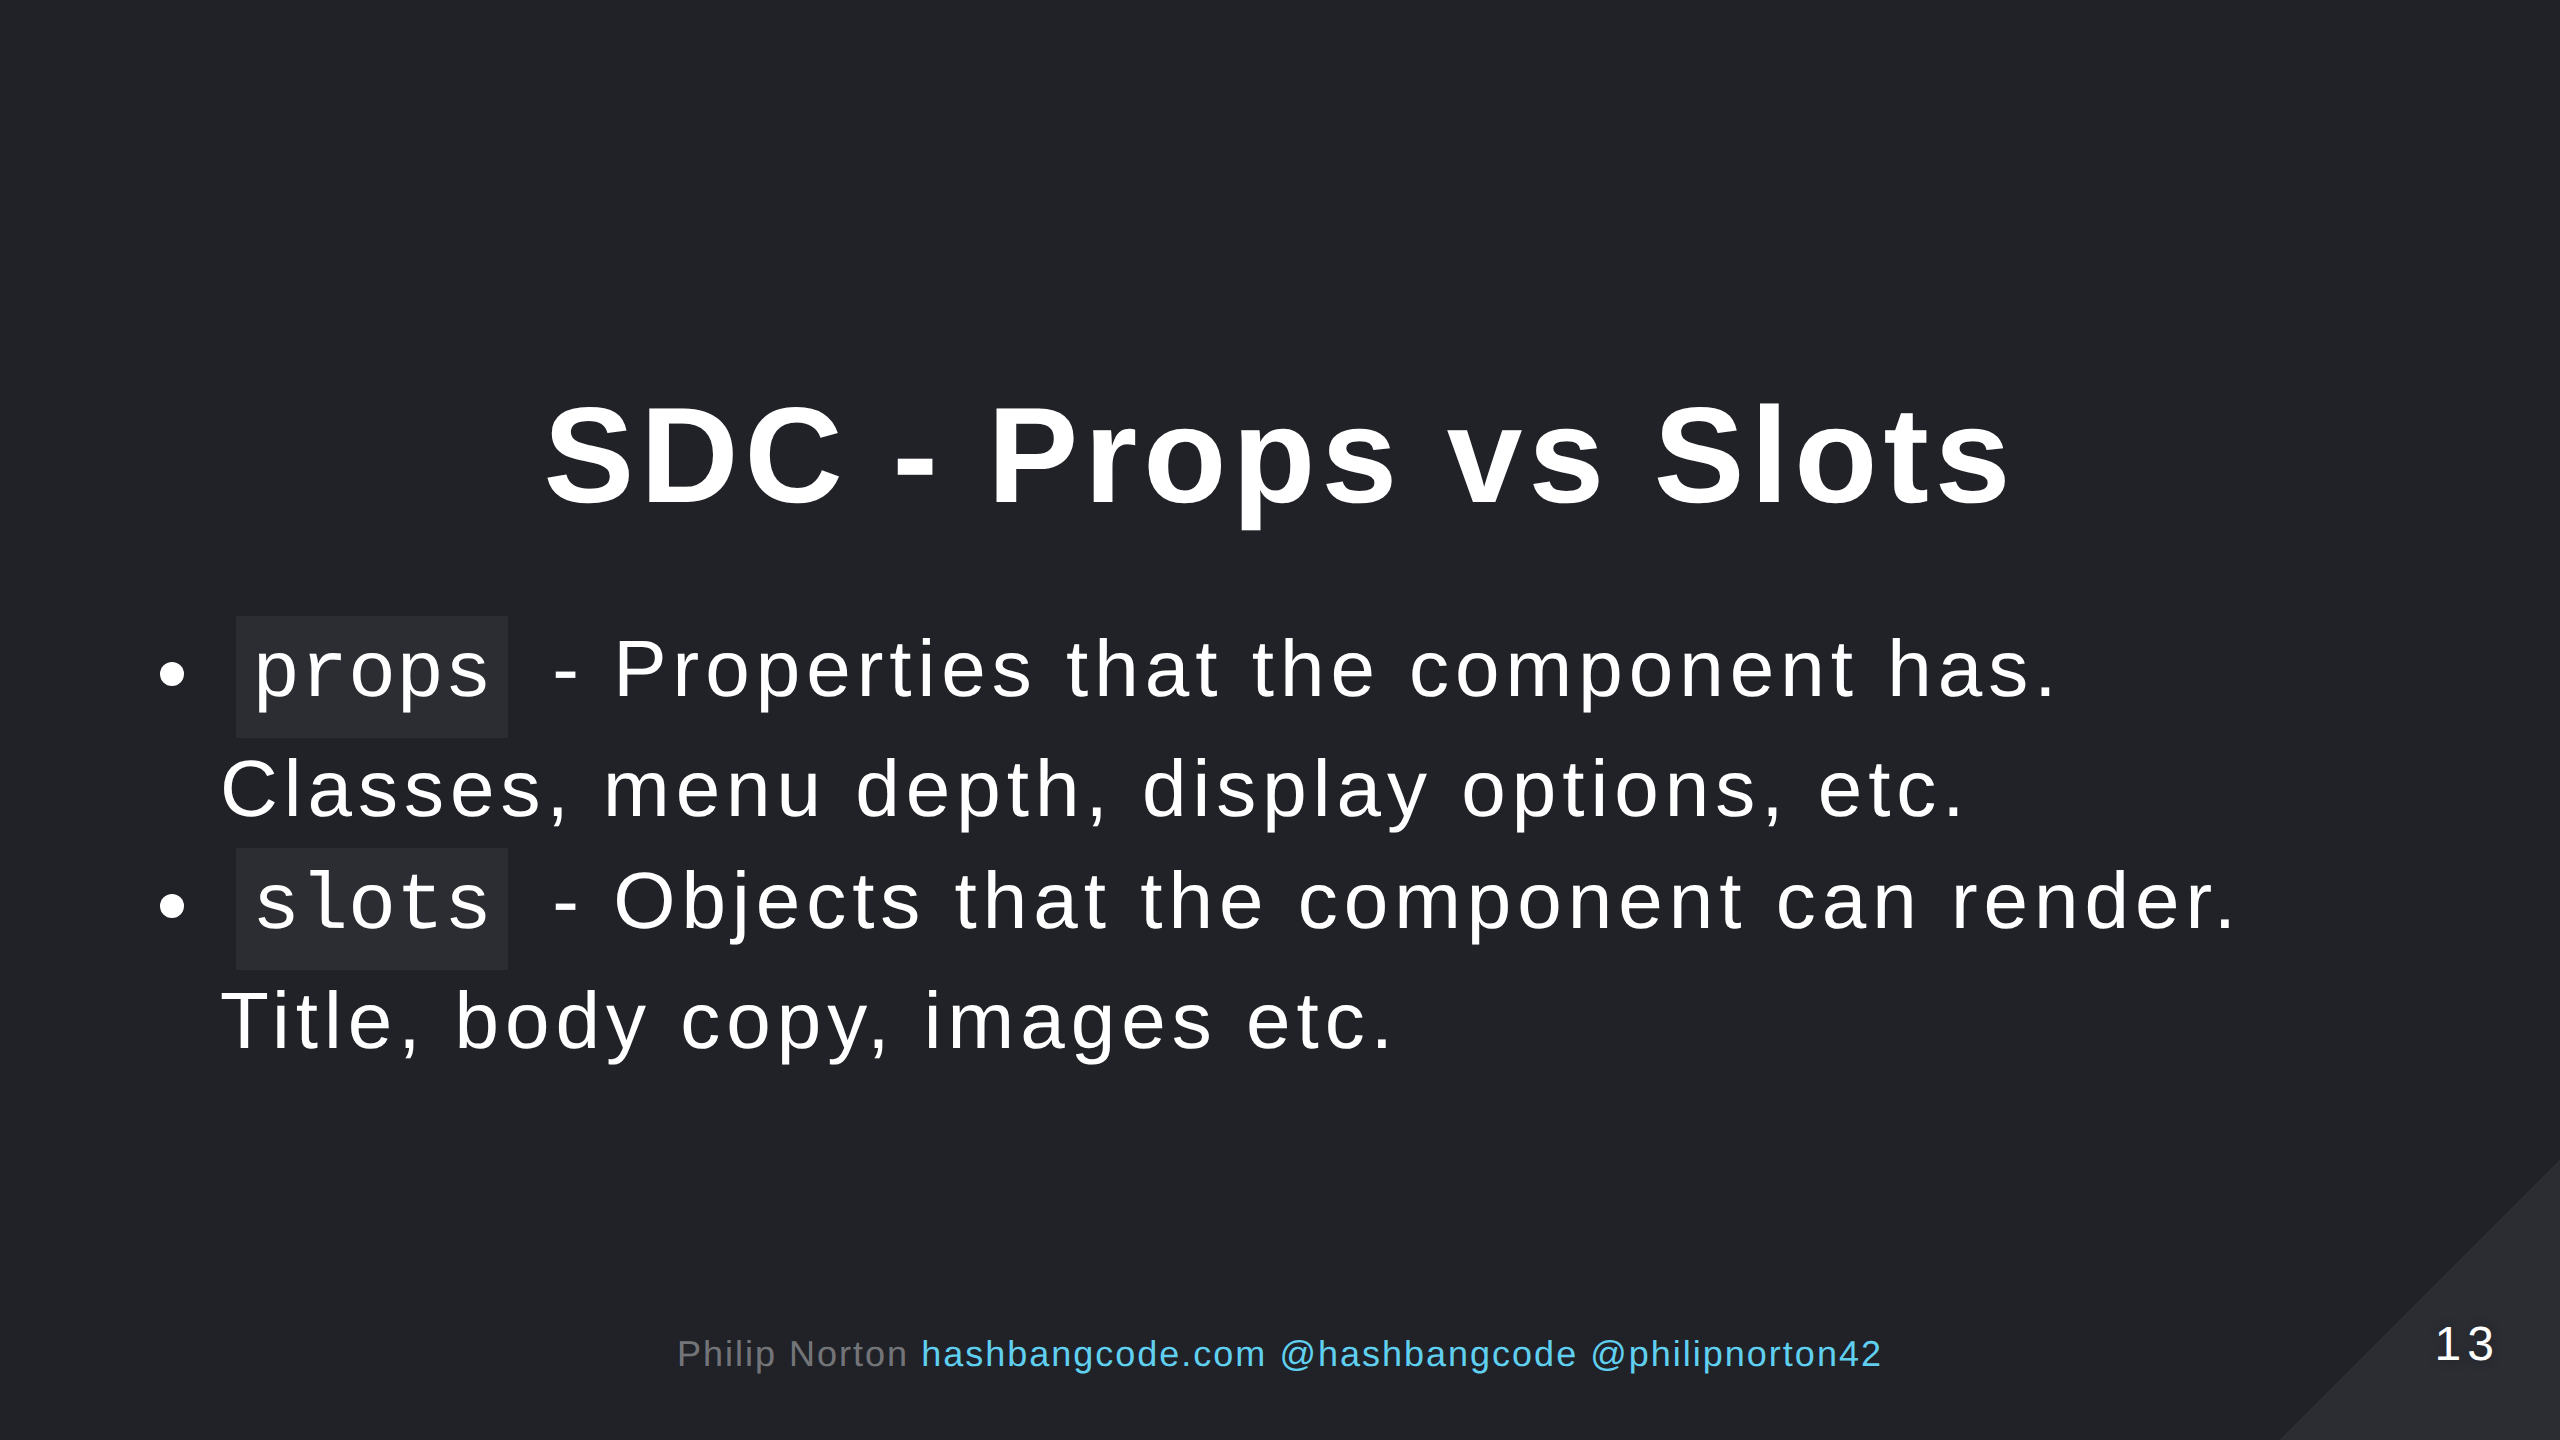 SDC - Props vs Slots
• props - Properties that the component has.
Classes, menu depth, display options, etc.
• slots - Objects that the component can render.
Title, body copy, images etc.
Philip Norton hashbangcode.com @hashbangcode @philipnorton42
13